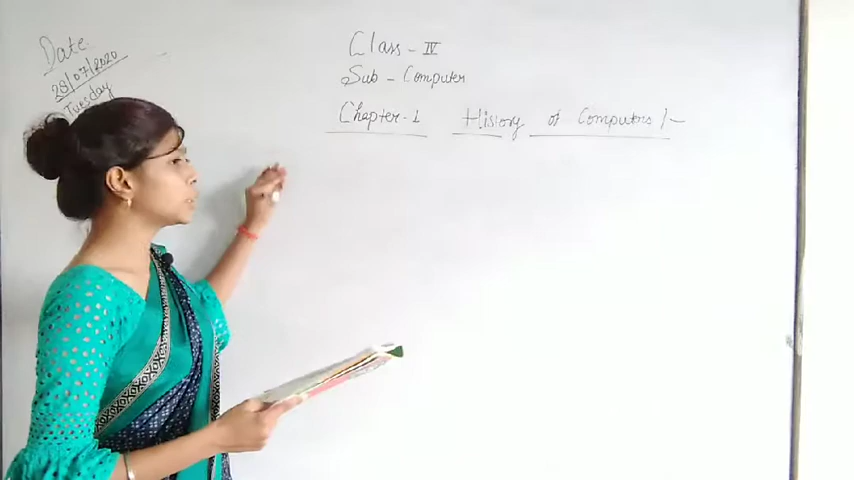 Date
28/07/2020
Tuesday
Class - IV
Sub - Computer
Chapter-1 History of Computers :-